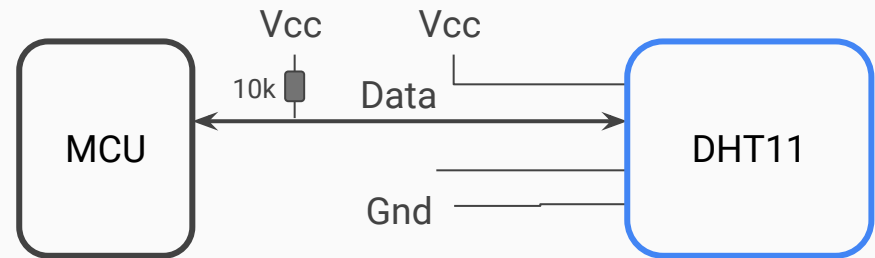 Vcc
Vcc
10k
Data
MCU
DHT11
Gnd